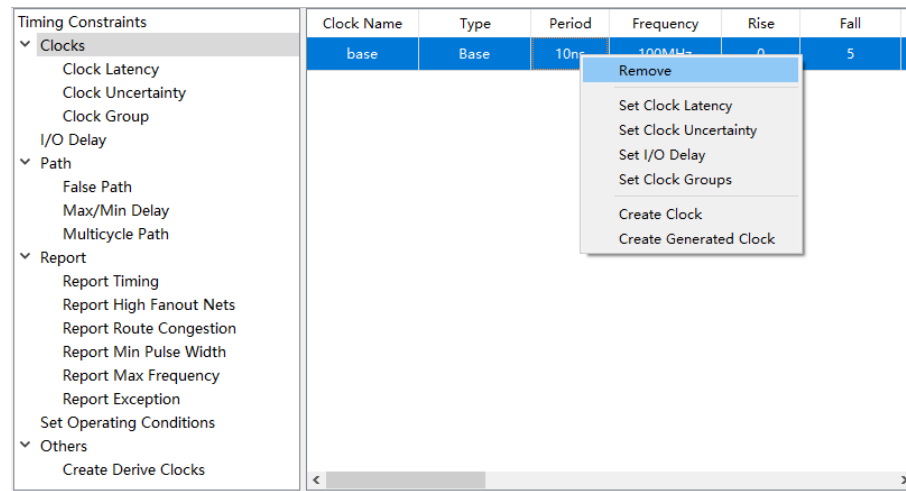 Timing Constraints
Clocks
Clock Latency
Clock Uncertainty
Clock Group
I/O Delay
Path
False Path
Max/Min Delay
Multicycle Path
Report
Report Timing
Report High Fanout Nets
Report Route Congestion
Report Min Pulse Width
Report Max Frequency
Report Exception
Set Operating Conditions
Others
Create Derive Clocks
Clock Name Type Period Frequency Rise Fall
base Base 10ns 100MHz 0 5
Remove
Set Clock Latency
Set Clock Uncertainty
Set I/O Delay
Set Clock Groups
Create Clock
Create Generated Clock